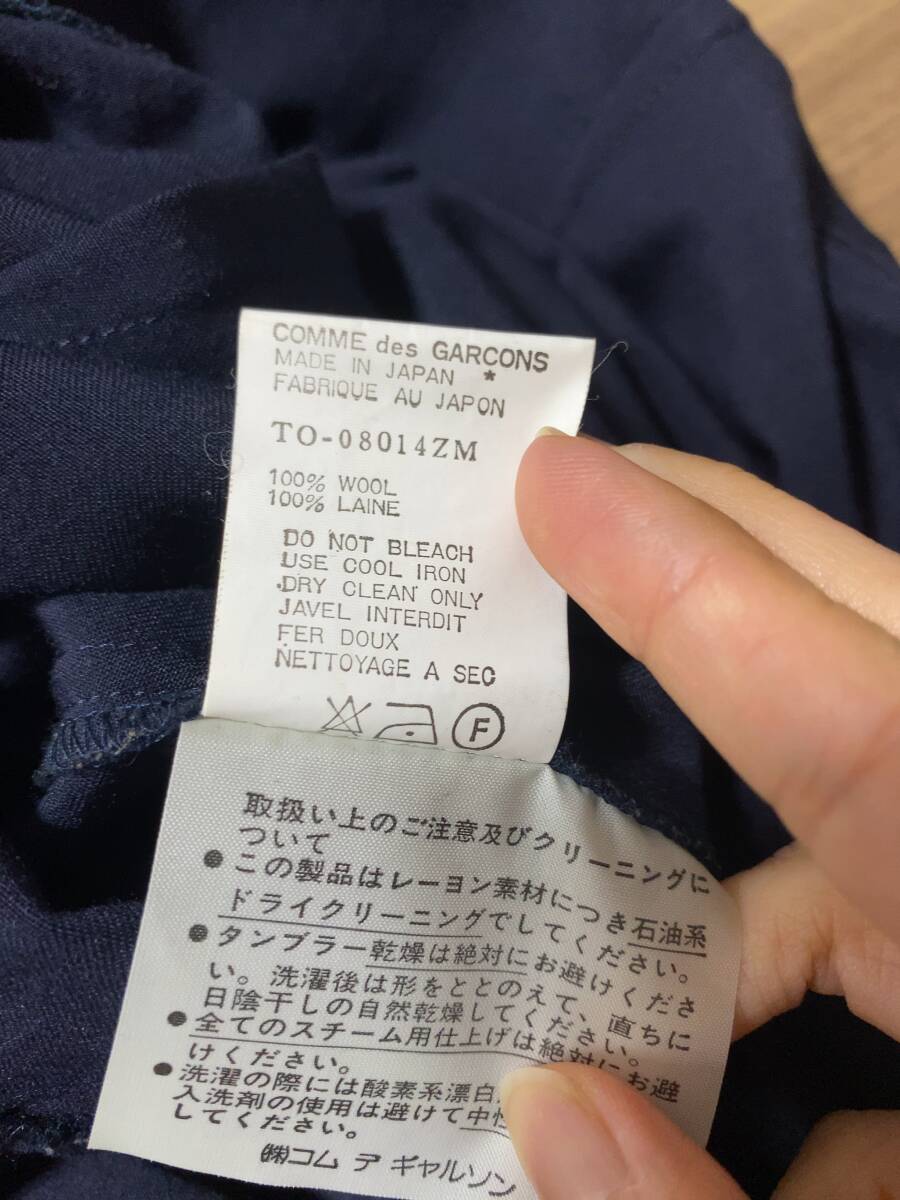 COMME des GARCONS
MADE IN JAPAN *
FABRIQUE AU JAPON
TO-08014ZM
100% WOOL
100% LAINE
DO NOT BLEACH
USE COOL IRON
DRY CLEAN ONLY
JAVEL INTERDIT
FER DOUX
NETTOYAGE A SEC
F
取扱い上のご注意及びクリーニングに
ついて
●この製品はレーヨン素材につき石油系
ドライクリーニングでしてください。
●タンブラー乾燥は絶対にお避けくださ
い。洗濯後は形をととのえて、直ちに
日陰干しの自然乾燥してください。
●全てのスチーム用仕上げは絶対にお避
けください。
●洗濯の際には酸素系漂白
入洗剤の使用は避けて中性
してください。
㈱コム デ ギャルソン